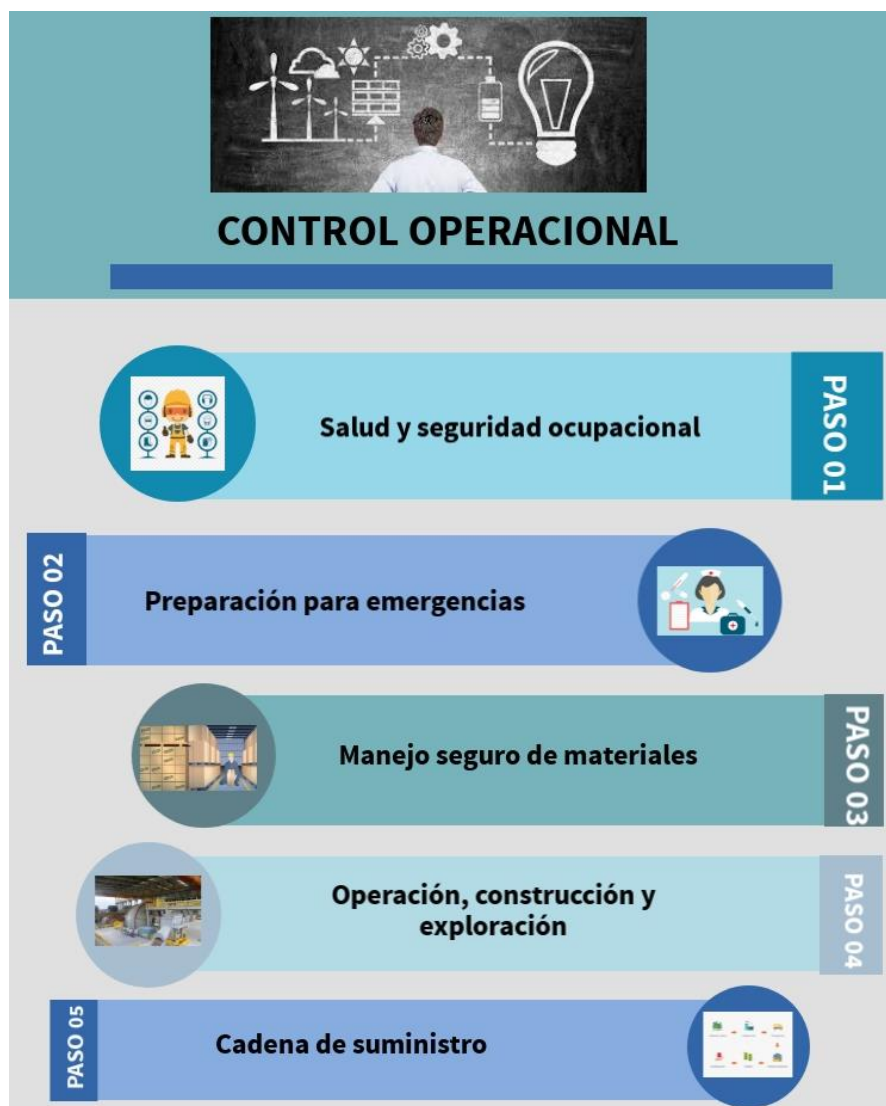 CONTROL OPERACIONAL
Salud y seguridad ocupacional
PASO 01
PASO 02
Preparación para emergencias
Manejo seguro de materiales
PASO 03
Operación, construcción y
exploración
PASO 04
PASO 05
Cadena de suministro